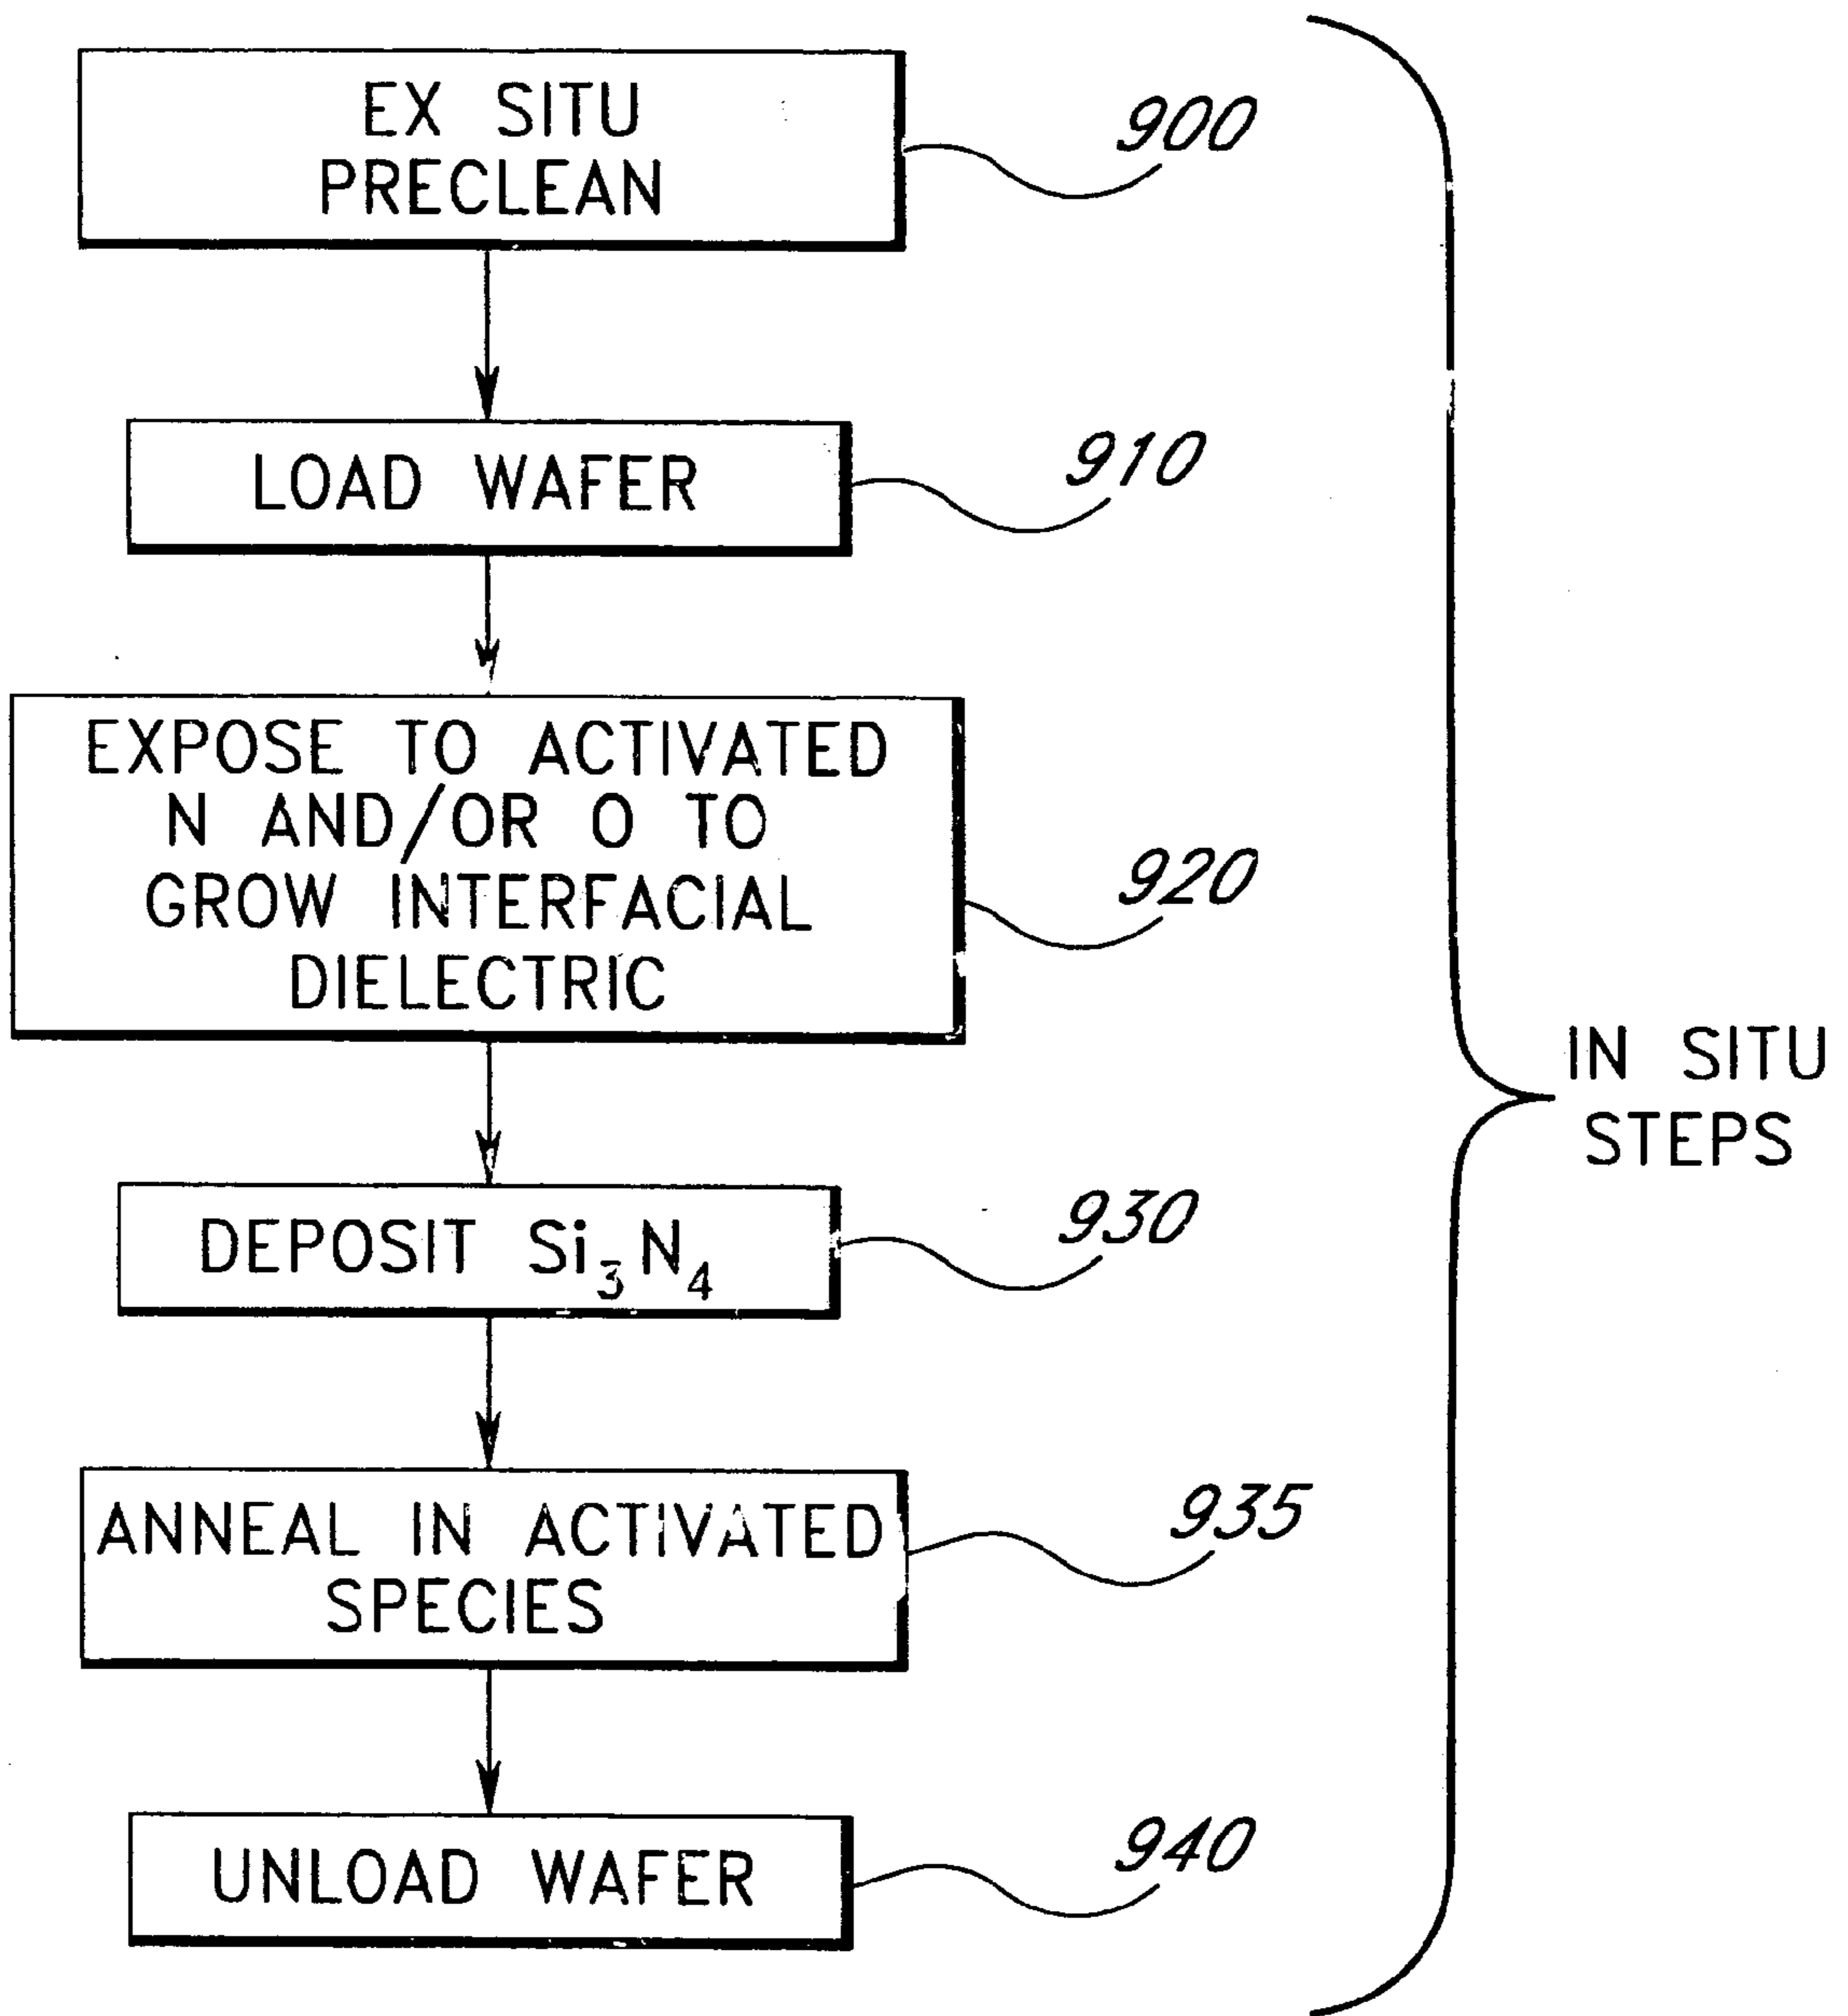 EX SITU
PRECLEAN
900
LOAD WAFER
910
EXPOSE TO ACTIVATED
N AND/OR O TO
GROW INTERFACIAL
DIELECTRIC
920
DEPOSIT Si₃N₄
930
ANNEAL IN ACTIVATED
SPECIES
935
UNLOAD WAFER
940
IN SITU
STEPS